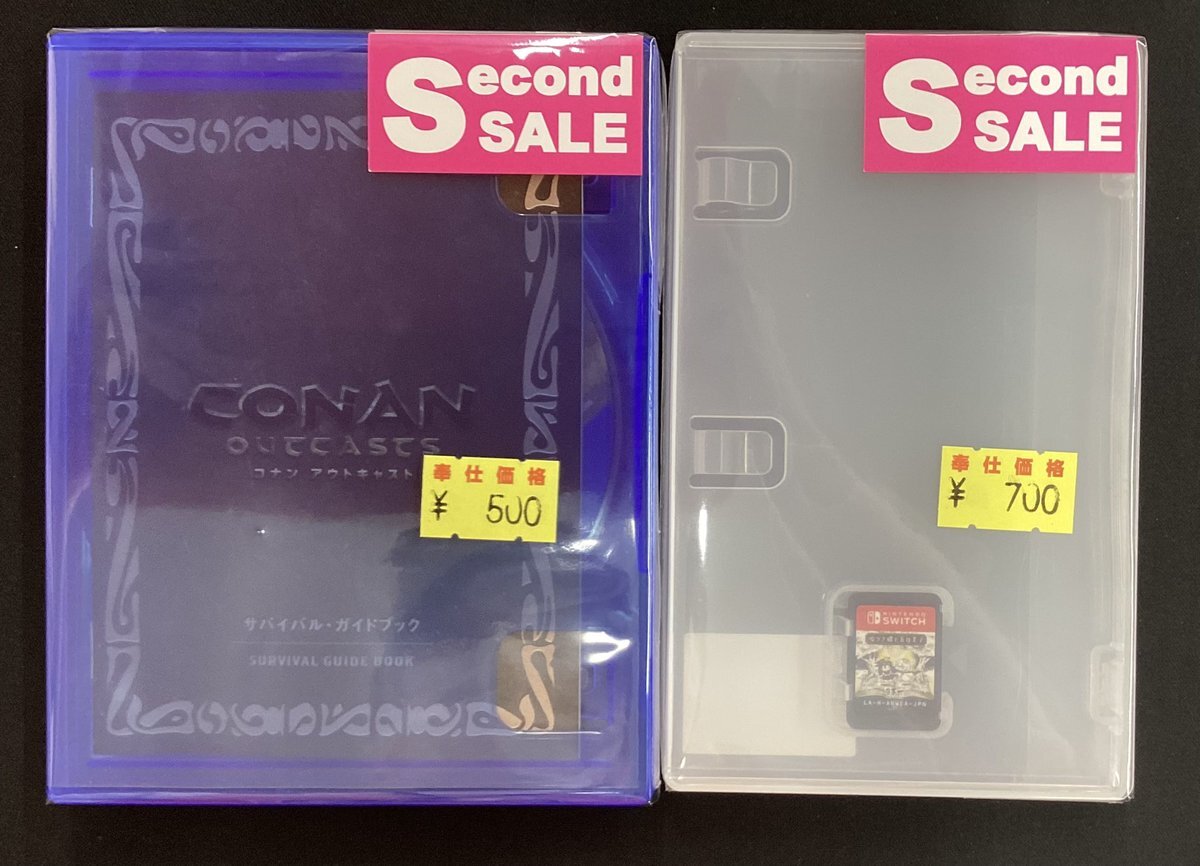 Second
SALE
CONAN
OUTCASTS
コナン アウトキャスト
奉仕価格
¥ 500
サバイバル・ガイドブック
SURVIVAL GUIDE BOOK
Second
SALE
奉仕価格
¥ 700
NINTENDO
SWITCH